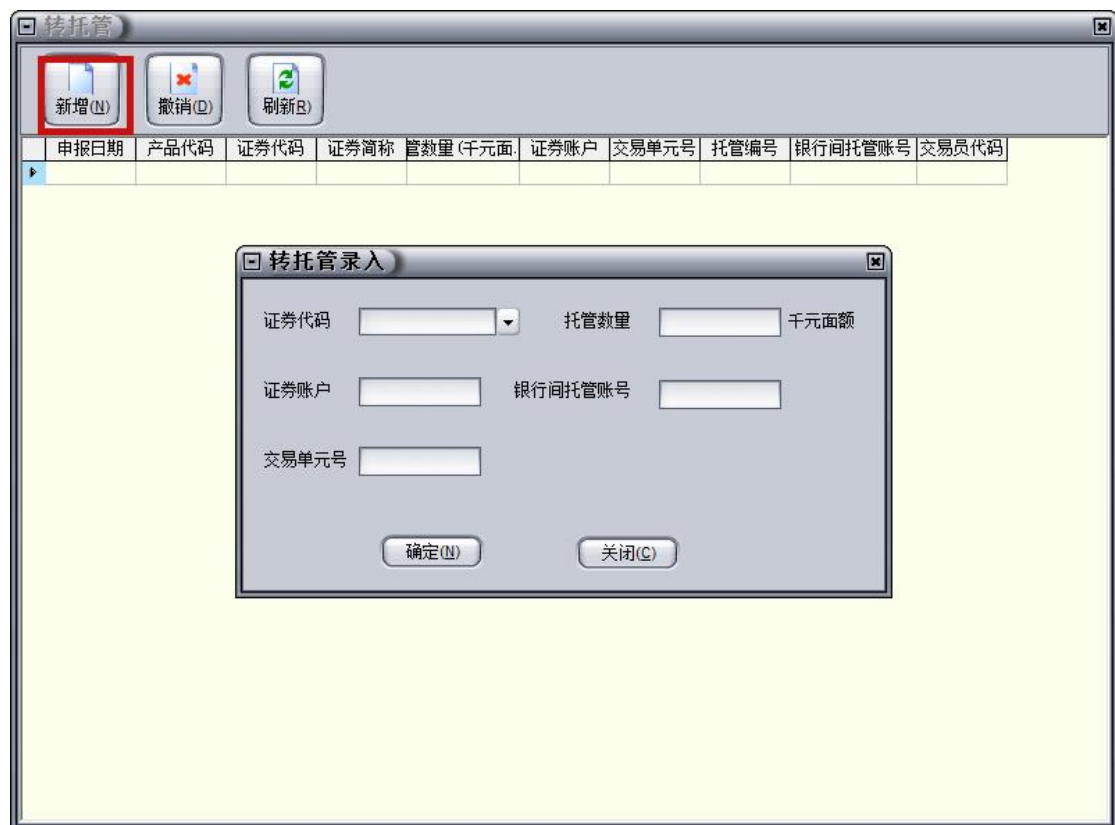 转托管
新增(N) 撤销(D) 刷新R)
申报日期 产品代码 证券代码 证券简称 管数量(千元面. 证券账户 交易单元号 托管编号 银行间托管账号 交易员代码
转托管录入
证券代码 托管数量 千元面额
证券账户 银行间托管账号
交易单元号
确定(N) 关闭(C)